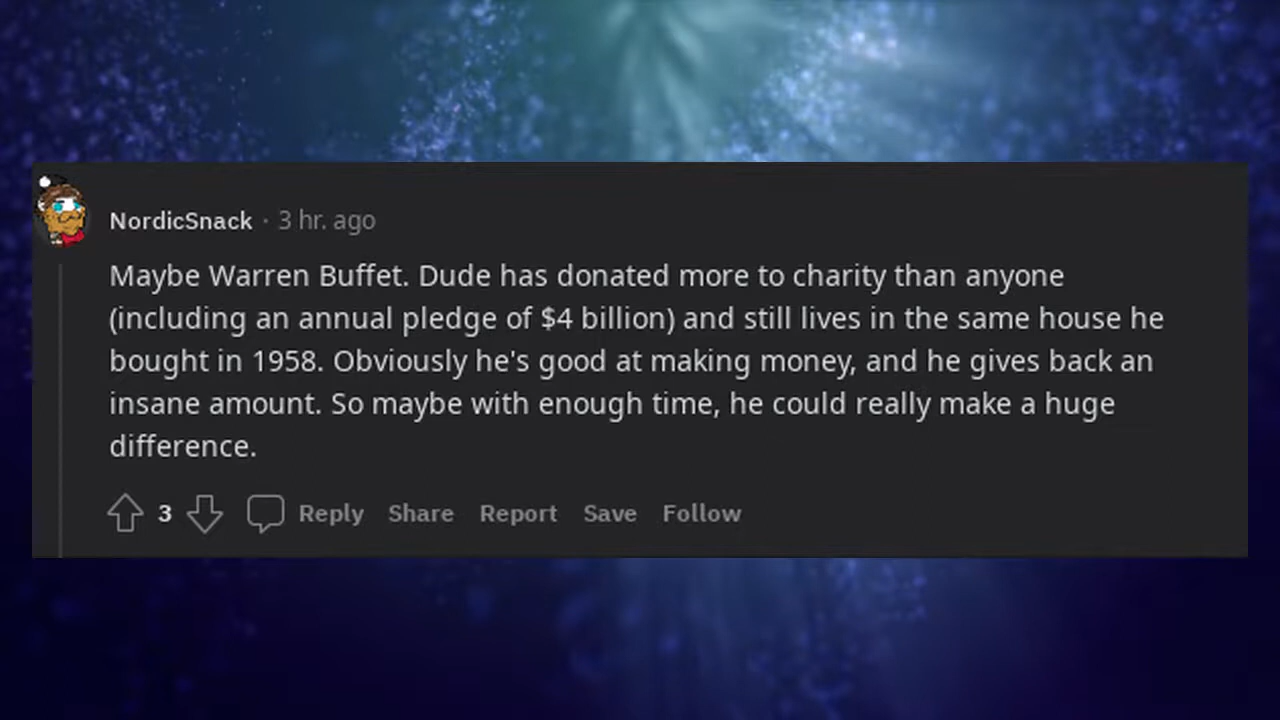 NordicSnack · 3 hr. ago
Maybe Warren Buffet. Dude has donated more to charity than anyone
(including an annual pledge of $4 billion) and still lives in the same house he
bought in 1958. Obviously he's good at making money, and he gives back an
insane amount. So maybe with enough time, he could really make a huge
difference.
3 Reply Share Report Save Follow